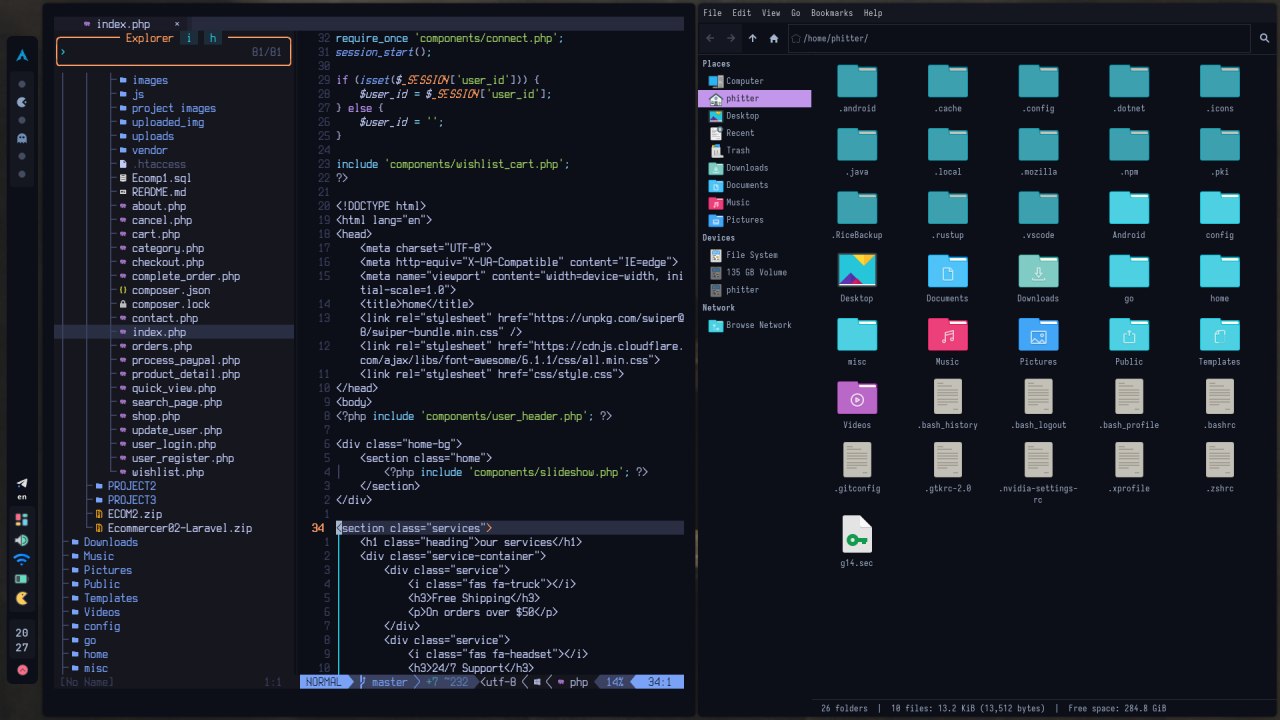 index.php ×
Explorer i h
› 81/81
images
js
project images
uploaded_img
uploads
vendor
.htaccess
Ecomp1.sql
README.md
about.php
cancel.php
cart.php
category.php
checkout.php
complete_order.php
composer.json
composer.lock
contact.php
index.php
orders.php
process_paypal.php
product_detail.php
quick_view.php
search_page.php
shop.php
update_user.php
user_login.php
user_register.php
wishlist.php
PROJECT2
PROJECT3
ECOM2.zip
Ecommercer02-Laravel.zip
Downloads
Music
Pictures
Public
Templates
Videos
config
go
home
misc
[No Name] 1:1
en
20
27
32 require_once 'components/connect.php';
31 session_start();
30
29 if (isset($_SESSION['user_id'])) {
28 $user_id = $_SESSION['user_id'];
27 } else {
26 $user_id = '';
25 }
24
23 include 'components/wishlist_cart.php';
22 ?>
21
20 <!DOCTYPE html>
19 <html lang="en">
18 <head>
17 <meta charset="UTF-8">
16 <meta http-equiv="X-UA-Compatible" content="IE=edge">
15 <meta name="viewport" content="width=device-width, ini
tial-scale=1.0">
14 <title>home</title>
13 <link rel="stylesheet" href="https://unpkg.com/swiper@
8/swiper-bundle.min.css" />
12 <link rel="stylesheet" href="https://cdnjs.cloudflare.
com/ajax/libs/font-awesome/6.1.1/css/all.min.css">
11 <link rel="stylesheet" href="css/style.css">
10 </head>
9 <body>
8 <?php include 'components/user_header.php'; ?>
7
6 <div class="home-bg">
5 <section class="home">
4 <?php include 'components/slideshow.php'; ?>
3 </section>
2 </div>
1
34 <section class="services">
1 <h1 class="heading">our services</h1>
2 <div class="service-container">
3 <div class="service">
4 <i class="fas fa-truck"></i>
5 <h3>Free Shipping</h3>
6 <p>On orders over $50</p>
7 </div>
8 <div class="service">
9 <i class="fas fa-headset"></i>
10 <h3>24/7 Support</h3>
NORMAL master +7 ~232 utf-8 php 14% 34:1
File Edit View Go Bookmarks Help
/home/phitter/
Places
Computer
phitter
Desktop
Recent
Trash
Downloads
Documents
Music
Pictures
Devices
File System
135 GB Volume
phitter
Network
Browse Network
.android .cache .config .dotnet .icons
.java .local .mozilla .npm .pki
.RiceBackup .rustup .vscode Android config
Desktop Documents Downloads go home
misc Music Pictures Public Templates
Videos .bash_history .bash_logout .bash_profile .bashrc
.gitconfig .gtkrc-2.0 .nvidia-settings-
rc .xprofile .zshrc
g14.sec
26 folders | 10 files: 13.2 KiB (13,512 bytes) | Free space: 284.8 GiB